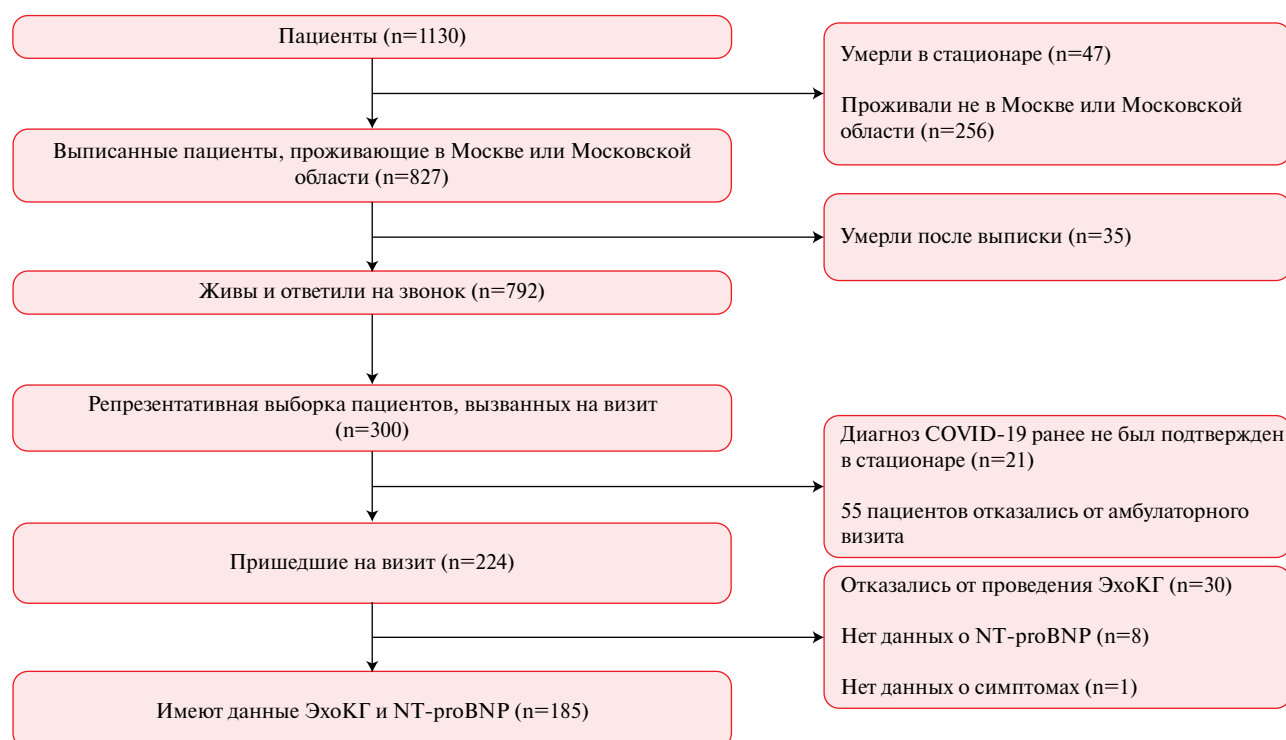 Пациенты (n=1130)
Умерли в стационаре (n=47)
Проживали не в Москве или Московской
области (n=256)
Выписанные пациенты, проживающие в Москве или Московской
области (n=827)
Умерли после выписки (n=35)
Живы и ответили на звонок (n=792)
Репрезентативная выборка пациентов, вызванных на визит
(n=300)
Диагноз COVID-19 ранее не был подтвержден
в стационаре (n=21)
55 пациентов отказались от амбулаторного
визита
Пришедшие на визит (n=224)
Отказались от проведения ЭхоКГ (n=30)
Нет данных о NT-proBNP (n=8)
Нет данных о симптомах (n=1)
Имеют данные ЭхоКГ и NT-proBNP (n=185)